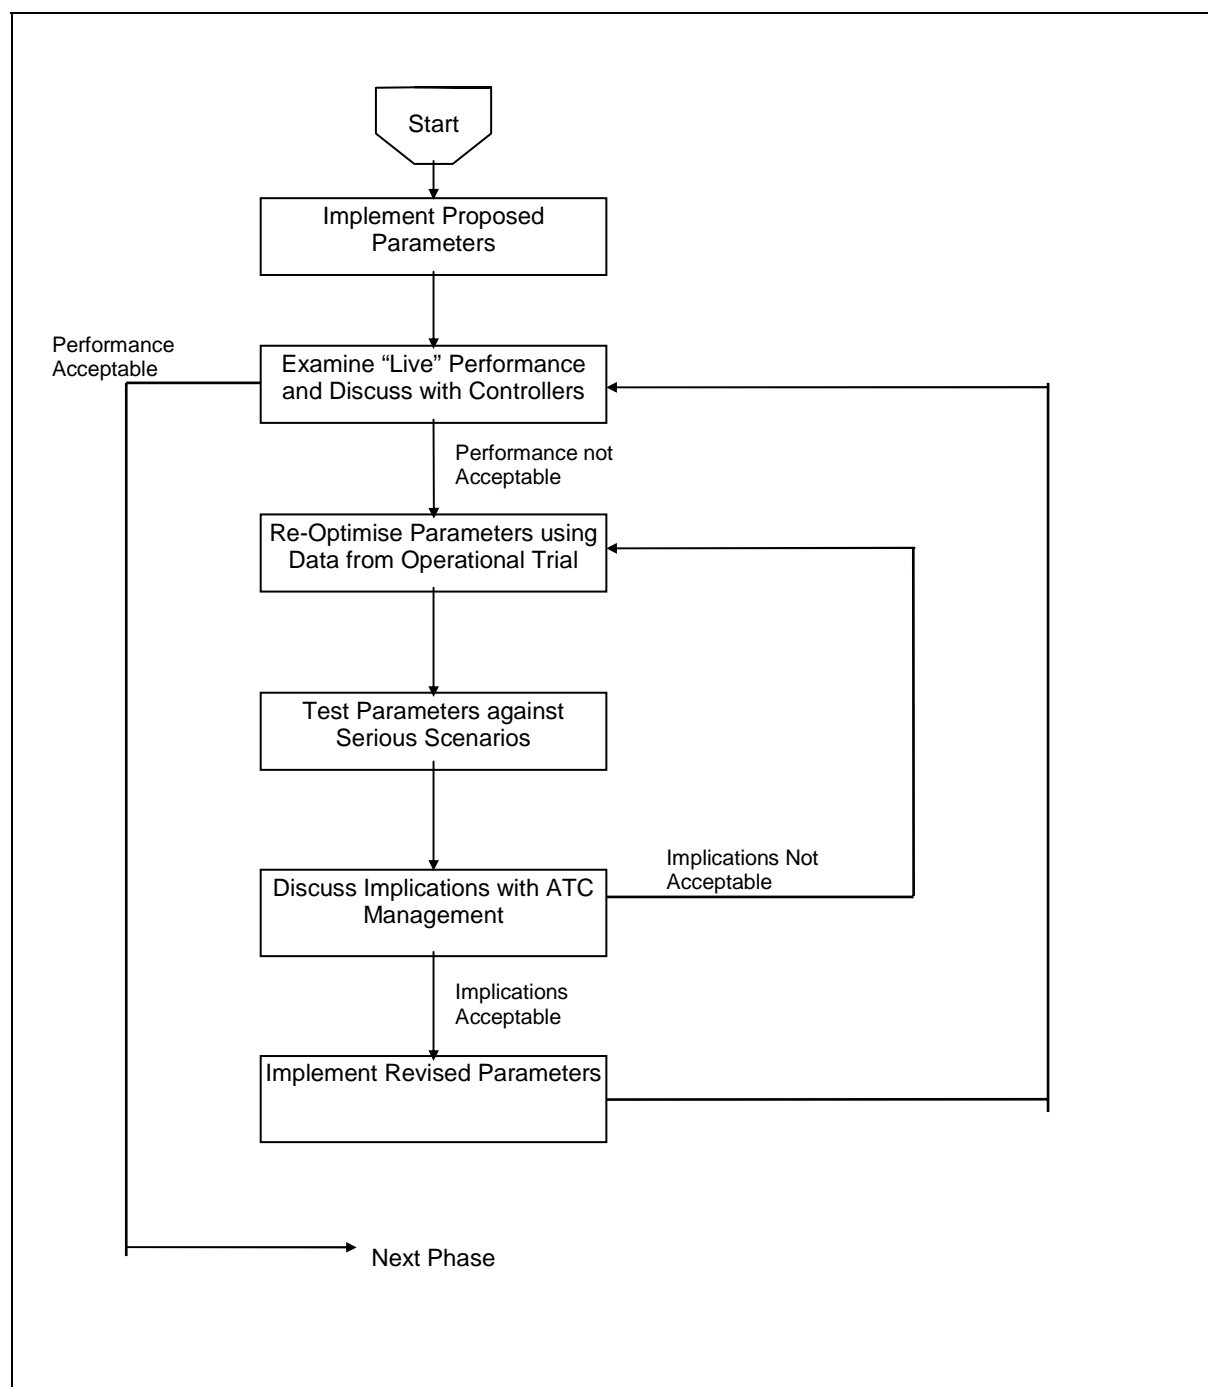 Start
Implement Proposed
Parameters
Performance
Acceptable
Examine “Live” Performance
and Discuss with Controllers
Performance not
Acceptable
Re-Optimise Parameters using
Data from Operational Trial
Test Parameters against
Serious Scenarios
Discuss Implications with ATC
Management
Implications Not
Acceptable
Implications
Acceptable
Implement Revised Parameters
Next Phase